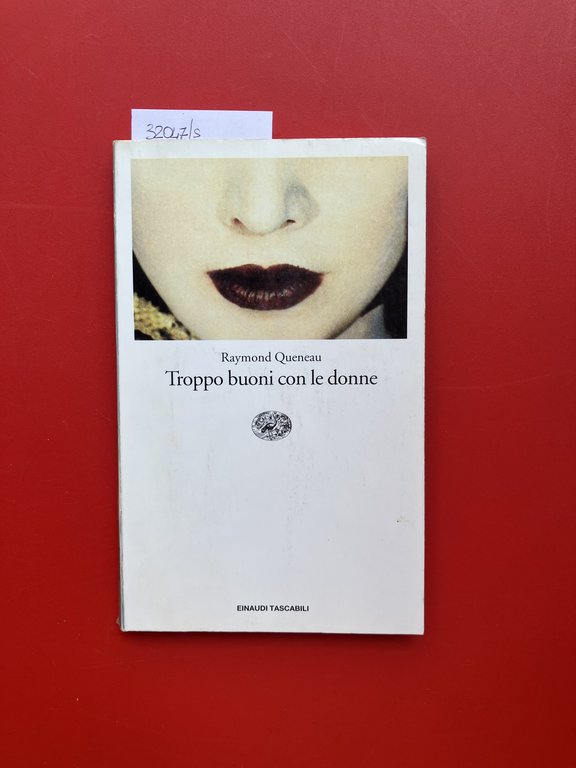 32047/s
Raymond Queneau
Troppo buoni con le donne
EINAUDI TASCABILI